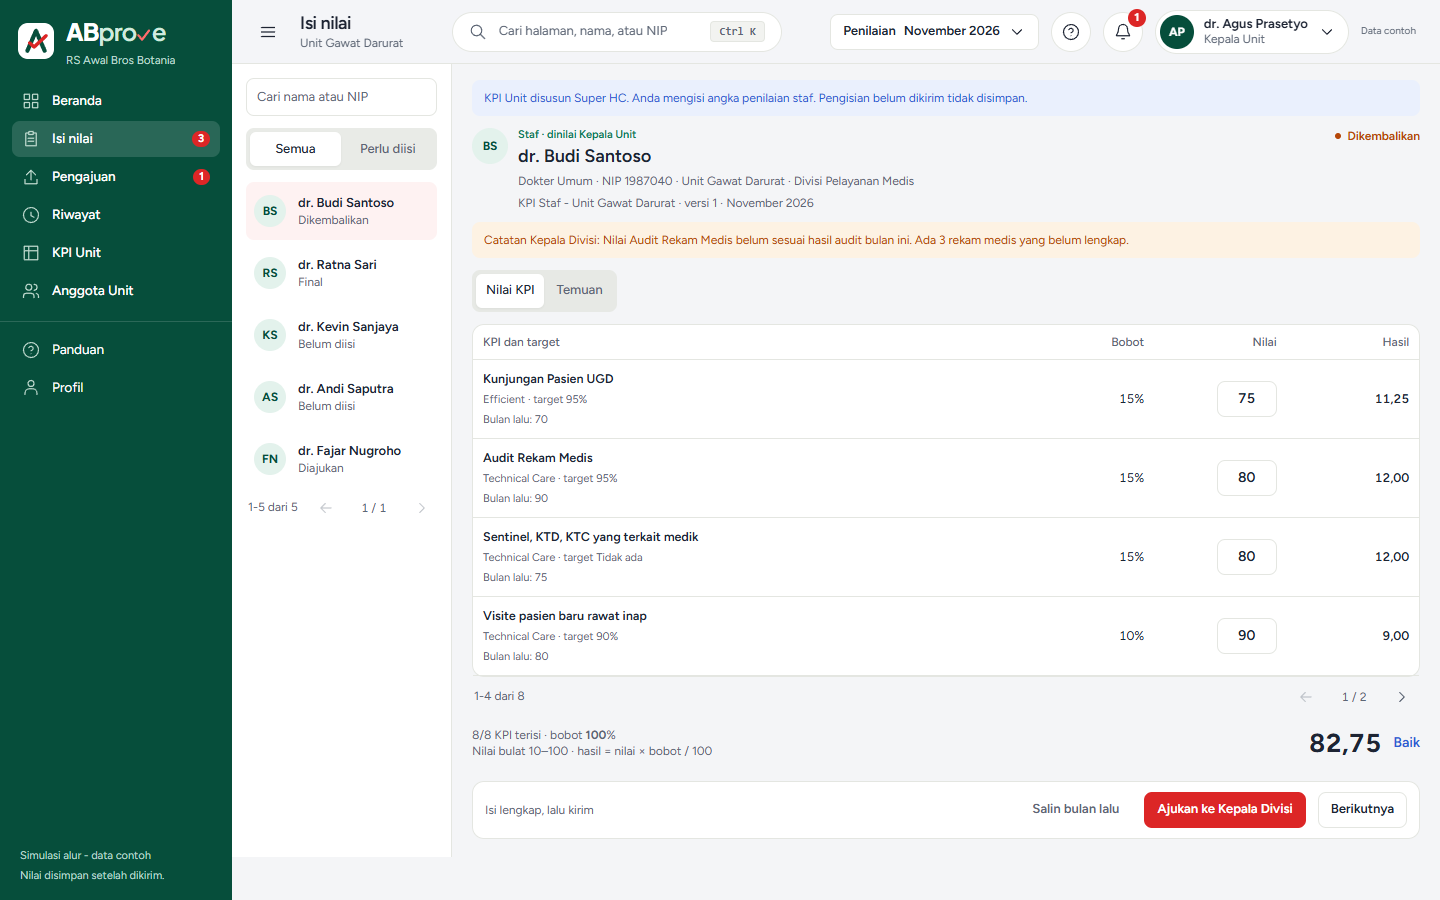 ABprove
RS Awal Bros Botania
Beranda
Isi nilai
3
Pengajuan
1
Riwayat
KPI Unit
Anggota Unit
Panduan
Profil
Simulasi alur - data contoh
Nilai disimpan setelah dikirim.
Isi nilai
Unit Gawat Darurat
Cari halaman, nama, atau NIP
Ctrl K
Penilaian November 2026
1
AP
dr. Agus Prasetyo
Kepala Unit
Data contoh
Cari nama atau NIP
Semua
Perlu diisi
BS
dr. Budi Santoso
Dikembalikan
RS
dr. Ratna Sari
Final
KS
dr. Kevin Sanjaya
Belum diisi
AS
dr. Andi Saputra
Belum diisi
FN
dr. Fajar Nugroho
Diajukan
1-5 dari 5
1 / 1
KPI Unit disusun Super HC. Anda mengisi angka penilaian staf. Pengisian belum dikirim tidak disimpan.
BS
Staf · dinilai Kepala Unit
dr. Budi Santoso
Dokter Umum · NIP 1987040 · Unit Gawat Darurat · Divisi Pelayanan Medis
KPI Staf - Unit Gawat Darurat · versi 1 · November 2026
Dikembalikan
Catatan Kepala Divisi: Nilai Audit Rekam Medis belum sesuai hasil audit bulan ini. Ada 3 rekam medis yang belum lengkap.
Nilai KPI
Temuan
KPI dan target
Bobot
Nilai
Hasil
Kunjungan Pasien UGD
Efficient · target 95%
Bulan lalu: 70
15%
75
11,25
Audit Rekam Medis
Technical Care · target 95%
Bulan lalu: 90
15%
80
12,00
Sentinel, KTD, KTC yang terkait medik
Technical Care · target Tidak ada
Bulan lalu: 75
15%
80
12,00
Visite pasien baru rawat inap
Technical Care · target 90%
Bulan lalu: 80
10%
90
9,00
1-4 dari 8
1 / 2
8/8 KPI terisi · bobot 100%
Nilai bulat 10–100 · hasil = nilai × bobot / 100
82,75
Baik
Isi lengkap, lalu kirim
Salin bulan lalu
Ajukan ke Kepala Divisi
Berikutnya